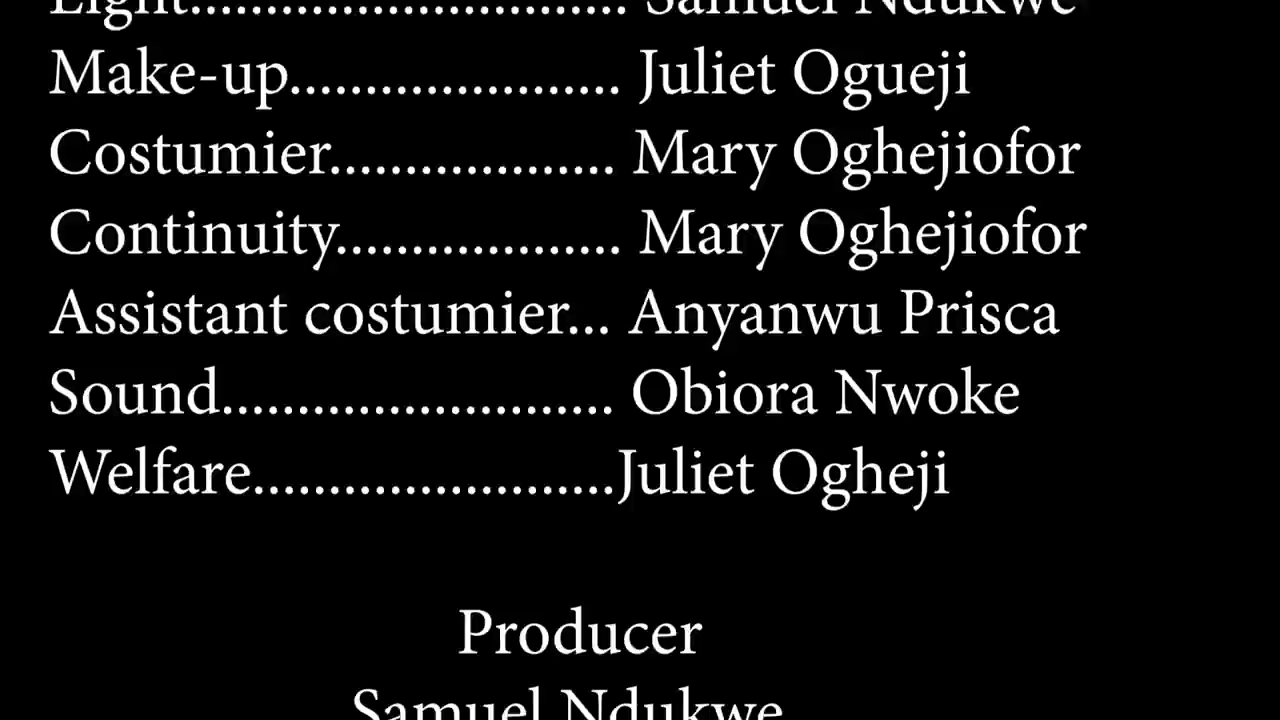 Light............................. Samuel Ndukwe
Make-up...................... Juliet Ogueji
Costumier................... Mary Oghejiofor
Continuity................... Mary Oghejiofor
Assistant costumier... Anyanwu Prisca
Sound.......................... Obiora Nwoke
Welfare........................Juliet Ogheji
Producer
Samuel Ndukwe